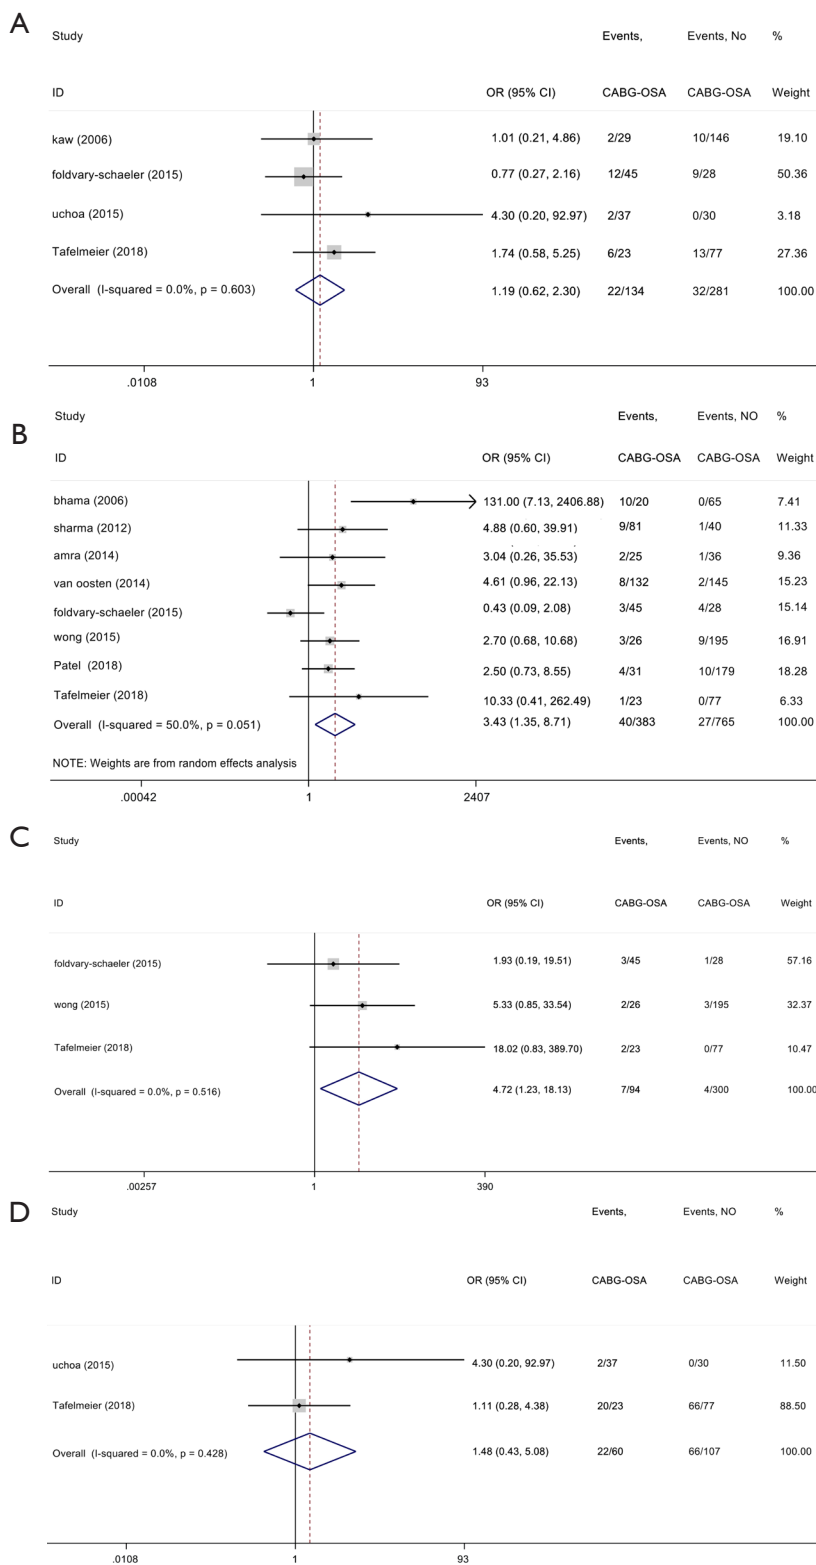 A
Study Events, Events, No %
ID OR (95% CI) CABG-OSA CABG-OSA Weight
kaw (2006) 1.01 (0.21, 4.86) 2/29 10/146 19.10
foldvary-schaeler (2015) 0.77 (0.27, 2.16) 12/45 9/28 50.36
uchoa (2015) 4.30 (0.20, 92.97) 2/37 0/30 3.18
Tafelmeier (2018) 1.74 (0.58, 5.25) 6/23 13/77 27.36
Overall (I-squared = 0.0%, p = 0.603) 1.19 (0.62, 2.30) 22/134 32/281 100.00
.0108 1 93
B
Study Events, Events, NO %
ID OR (95% CI) CABG-OSA CABG-OSA Weight
bhama (2006) 131.00 (7.13, 2406.88) 10/20 0/65 7.41
sharma (2012) 4.88 (0.60, 39.91) 9/81 1/40 11.33
amra (2014) 3.04 (0.26, 35.53) 2/25 1/36 9.36
van oosten (2014) 4.61 (0.96, 22.13) 8/132 2/145 15.23
foldvary-schaeler (2015) 0.43 (0.09, 2.08) 3/45 4/28 15.14
wong (2015) 2.70 (0.68, 10.68) 3/26 9/195 16.91
Patel (2018) 2.50 (0.73, 8.55) 4/31 10/179 18.28
Tafelmeier (2018) 10.33 (0.41, 262.49) 1/23 0/77 6.33
Overall (I-squared = 50.0%, p = 0.051) 3.43 (1.35, 8.71) 40/383 27/765 100.00
NOTE: Weights are from random effects analysis
.00042 1 2407
C
Study Events, Events, NO %
ID OR (95% CI) CABG-OSA CABG-OSA Weight
foldvary-schaeler (2015) 1.93 (0.19, 19.51) 3/45 1/28 57.16
wong (2015) 5.33 (0.85, 33.54) 2/26 3/195 32.37
Tafelmeier (2018) 18.02 (0.83, 389.70) 2/23 0/77 10.47
Overall (I-squared = 0.0%, p = 0.516) 4.72 (1.23, 18.13) 7/94 4/300 100.00
.00257 1 390
D
Study Events, Events, NO %
ID OR (95% CI) CABG-OSA CABG-OSA Weight
uchoa (2015) 4.30 (0.20, 92.97) 2/37 0/30 11.50
Tafelmeier (2018) 1.11 (0.28, 4.38) 20/23 66/77 88.50
Overall (I-squared = 0.0%, p = 0.428) 1.48 (0.43, 5.08) 22/60 66/107 100.00
.0108 1 93